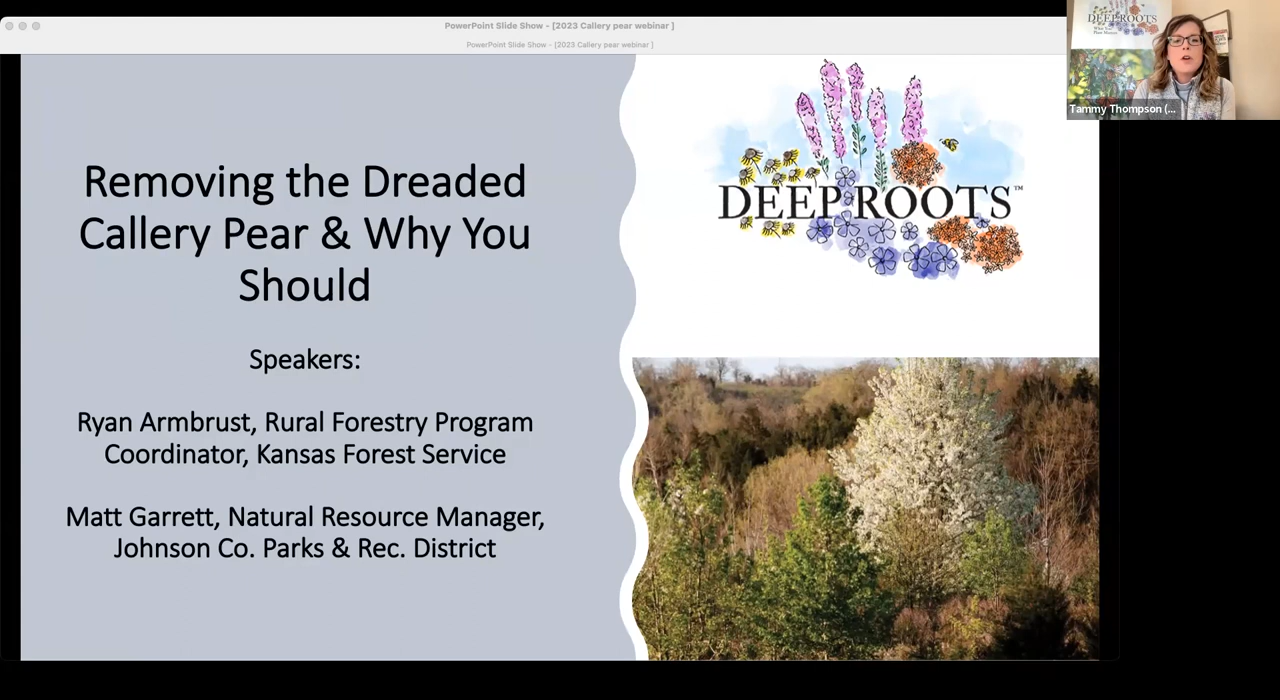 PowerPoint Slide Show - [2023 Callery pear webinar ]
PowerPoint Slide Show - [2023 Callery pear webinar ]
DEEP ROOTS
Tammy Thompson (...
Removing the Dreaded
Callery Pear & Why You
Should
Speakers:
Ryan Armbrust, Rural Forestry Program
Coordinator, Kansas Forest Service
Matt Garrett, Natural Resource Manager,
Johnson Co. Parks & Rec. District
DEEP ROOTS™